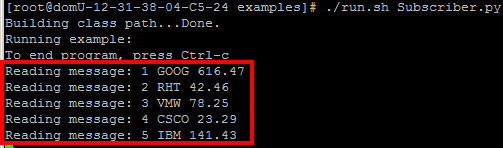 [root@domU-12-31-38-04-C5-24 examples]# ./run.sh Subscriber.py
Building class path...Done.
Running example:
To end program, press Ctrl-c
Reading message: 1 GOOG 616.47
Reading message: 2 RHT 42.46
Reading message: 3 VMW 78.25
Reading message: 4 CSCO 23.29
Reading message: 5 IBM 141.43